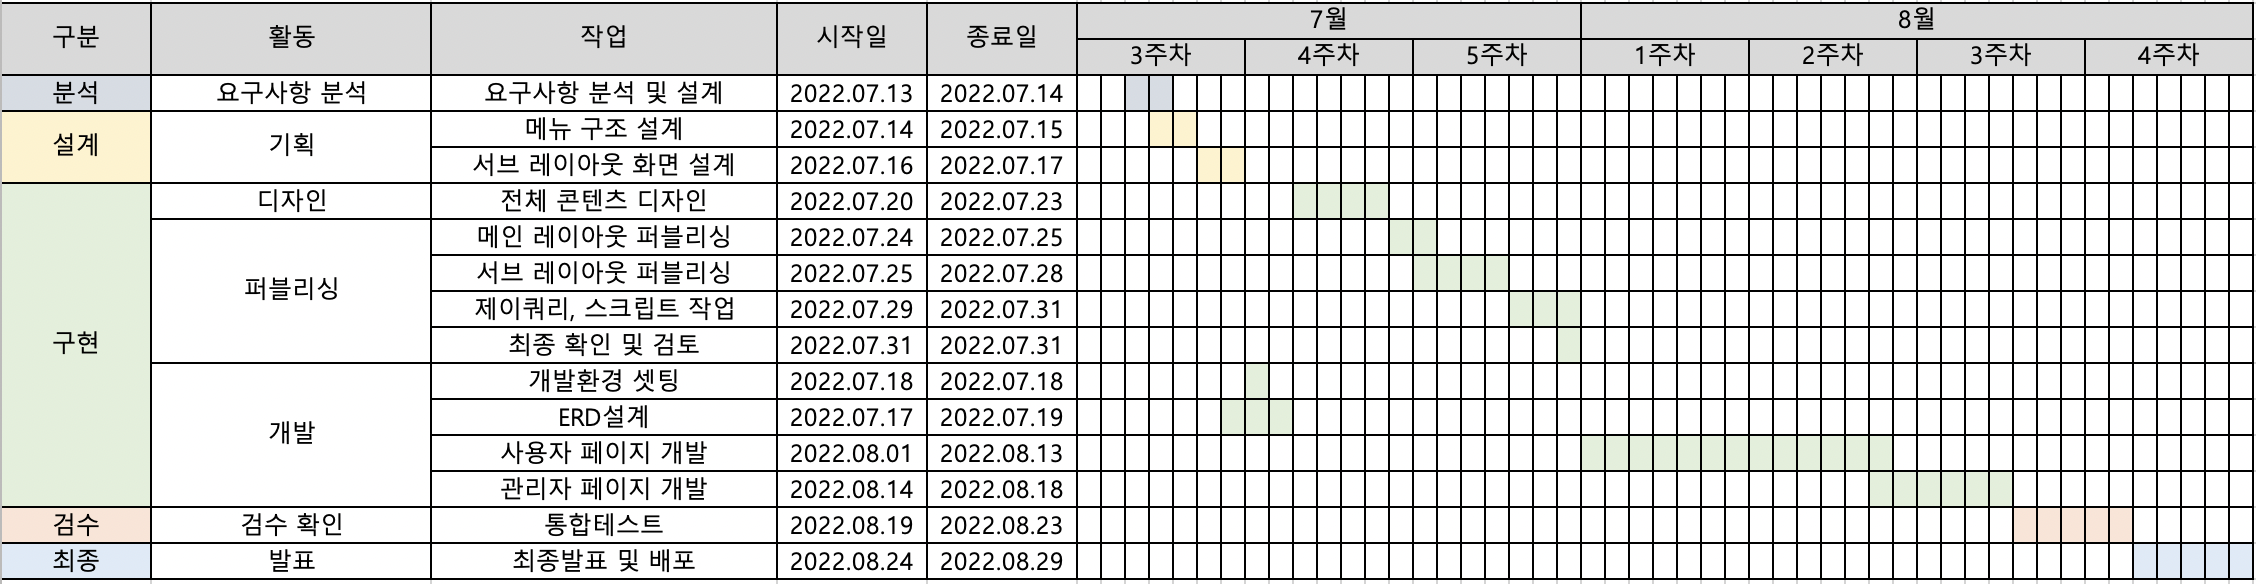 구분 활동 작업 시작일 종료일 7월 8월
3주차 4주차 5주차 1주차 2주차 3주차 4주차
분석 요구사항 분석 요구사항 분석 및 설계 2022.07.13 2022.07.14
설계 기획 메뉴 구조 설계 2022.07.14 2022.07.15
서브 레이아웃 화면 설계 2022.07.16 2022.07.17
구현 디자인 전체 콘텐츠 디자인 2022.07.20 2022.07.23
퍼블리싱 메인 레이아웃 퍼블리싱 2022.07.24 2022.07.25
서브 레이아웃 퍼블리싱 2022.07.25 2022.07.28
제이쿼리, 스크립트 작업 2022.07.29 2022.07.31
최종 확인 및 검토 2022.07.31 2022.07.31
개발 개발환경 셋팅 2022.07.18 2022.07.18
ERD설계 2022.07.17 2022.07.19
사용자 페이지 개발 2022.08.01 2022.08.13
관리자 페이지 개발 2022.08.14 2022.08.18
검수 검수 확인 통합테스트 2022.08.19 2022.08.23
최종 발표 최종발표 및 배포 2022.08.24 2022.08.29